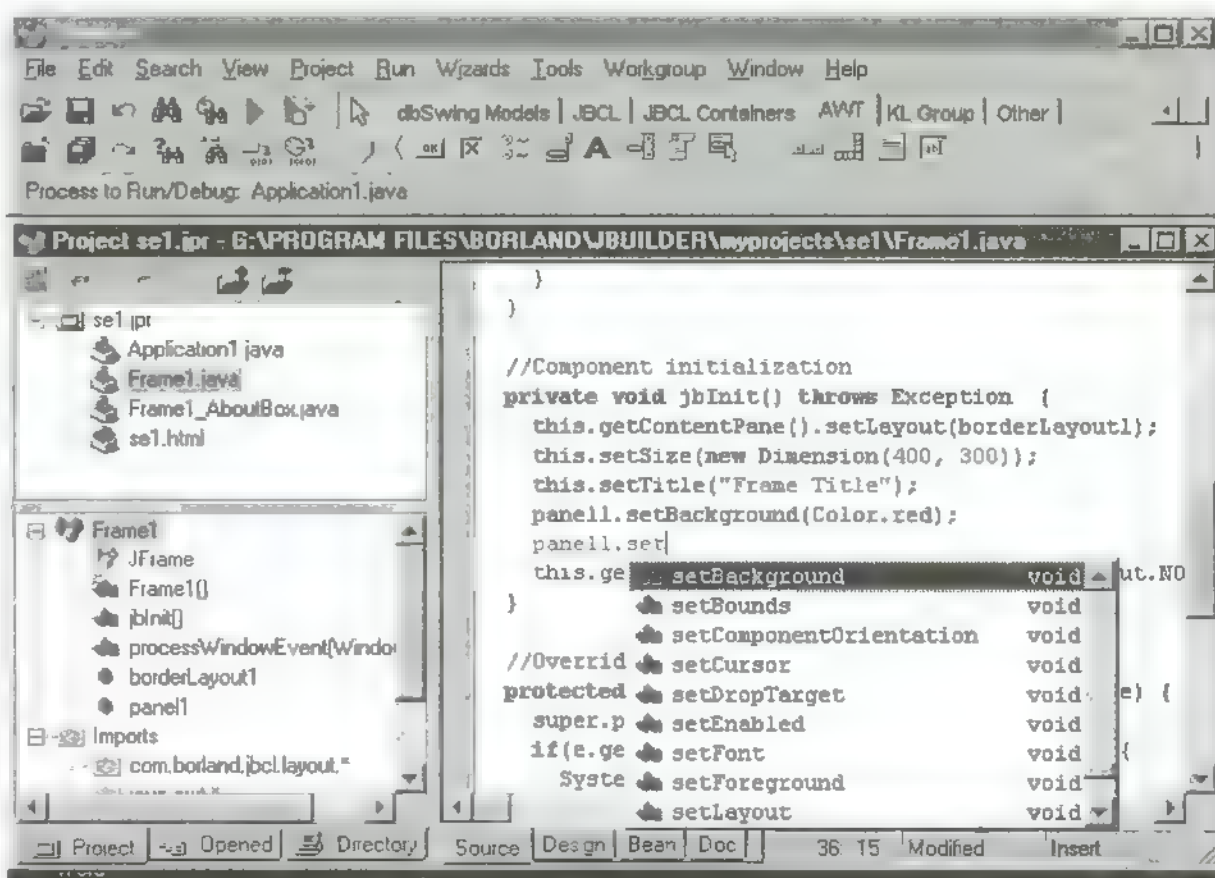 File Edit Search View Project Run Wizards Tools Workgroup Window Help
dbSwing Models | JBCL | JBCL Containers AWT | KL Group | Other |
Process to Run/Debug: Application1.java
Project se1.jpr - G:\PROGRAM FILES\BORLAND\JBUILDER\myprojects\se1\Frame1.java
se1.jpr
Application1.java
Frame1.java
Frame1_AboutBox.java
se1.html
Frame1
JFrame
Frame1()
jbInit()
processWindowEvent(Windo
borderLayout1
panel1
Imports
com.borland.jbcl.layout.*
Project Opened Directory
}
}
//Component initialization
private void jbInit() throws Exception {
this.getContentPane().setLayout(borderLayout1);
this.setSize(new Dimension(400, 300));
this.setTitle("Frame Title");
panel1.setBackground(Color.red);
panel1.set
this.ge ut.NO
}
//Overrid
protected e) {
super.p
if(e.ge {
Syste
setBackground void
setBounds void
setComponentOrientation void
setCursor void
setDropTarget void
setEnabled void
setFont void
setForeground void
setLayout void
Source Design Bean Doc 36: 15 Modified Insert